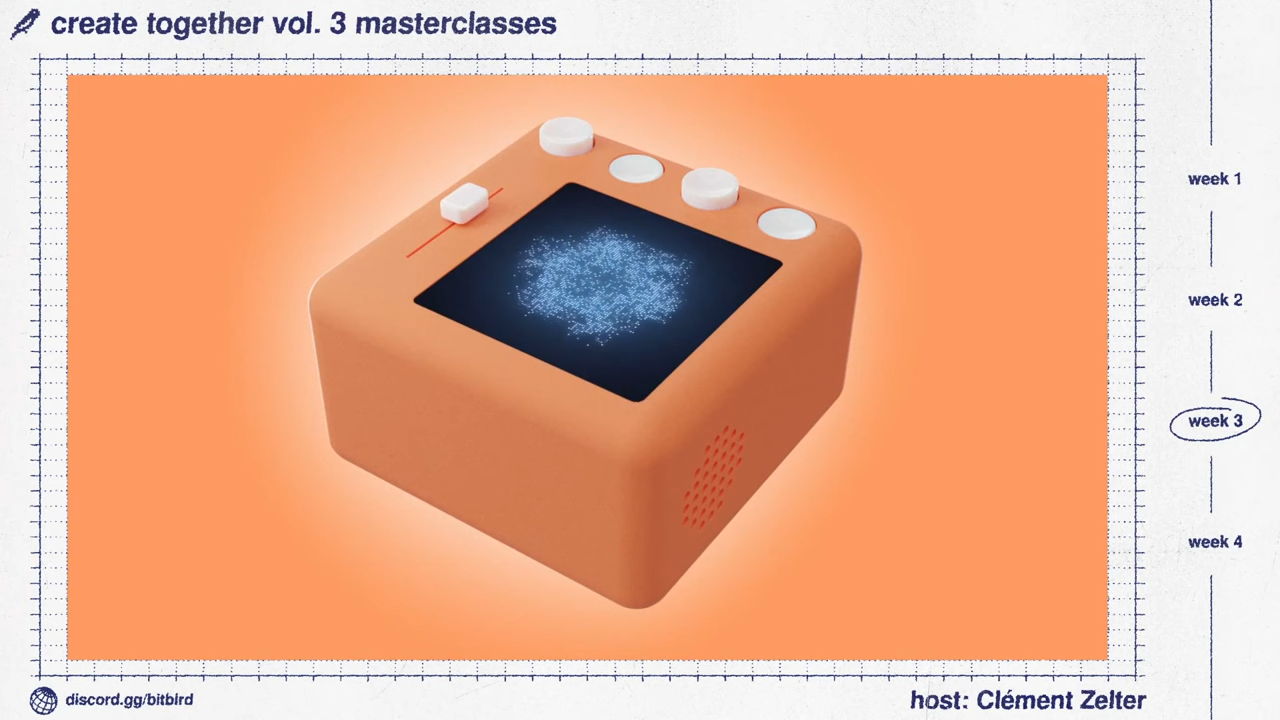 create together vol. 3 masterclasses
week 1
week 2
week 3
week 4
discord.gg/bitbird
host: Clément Zelter